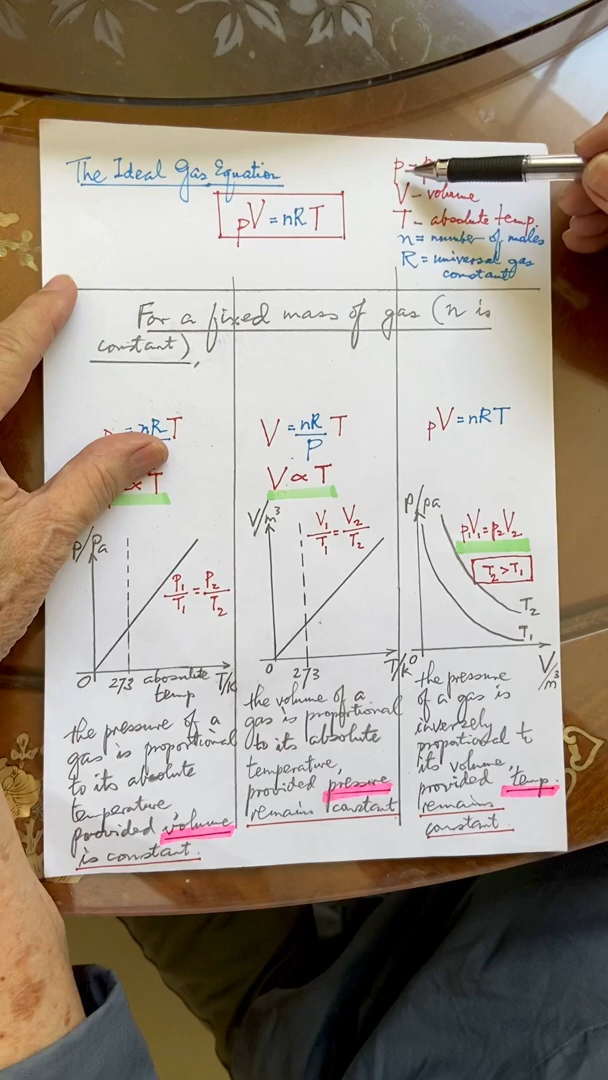 The Ideal Gas Equation
pV = nRT
p - p
V - volume
T - absolute temp.
n = number of moles
R = universal gas
constant
For a fixed mass of gas (n is
constant),
= nR T
∝ T
P/Pa
P₁/T₁ = P₂/T₂
0 273 absolute
temp T/K
the pressure of a
gas is proportional
to its absolute
temperature
provided volume
is constant.
V = nR/P T
V ∝ T
V/m³
V₁/T₁ = V₂/T₂
0 273 T/K
the volume of a
gas is proportional
to its absolute
temperature,
provided pressure
remains constant
pV = nRT
P/pa
p₁V₁ = p₂V₂
T₂ > T₁
T₂
T₁
0 V/m³
the pressure
of a gas is
inversely
proportional to
its volume,
provided temp.
remains
constant.